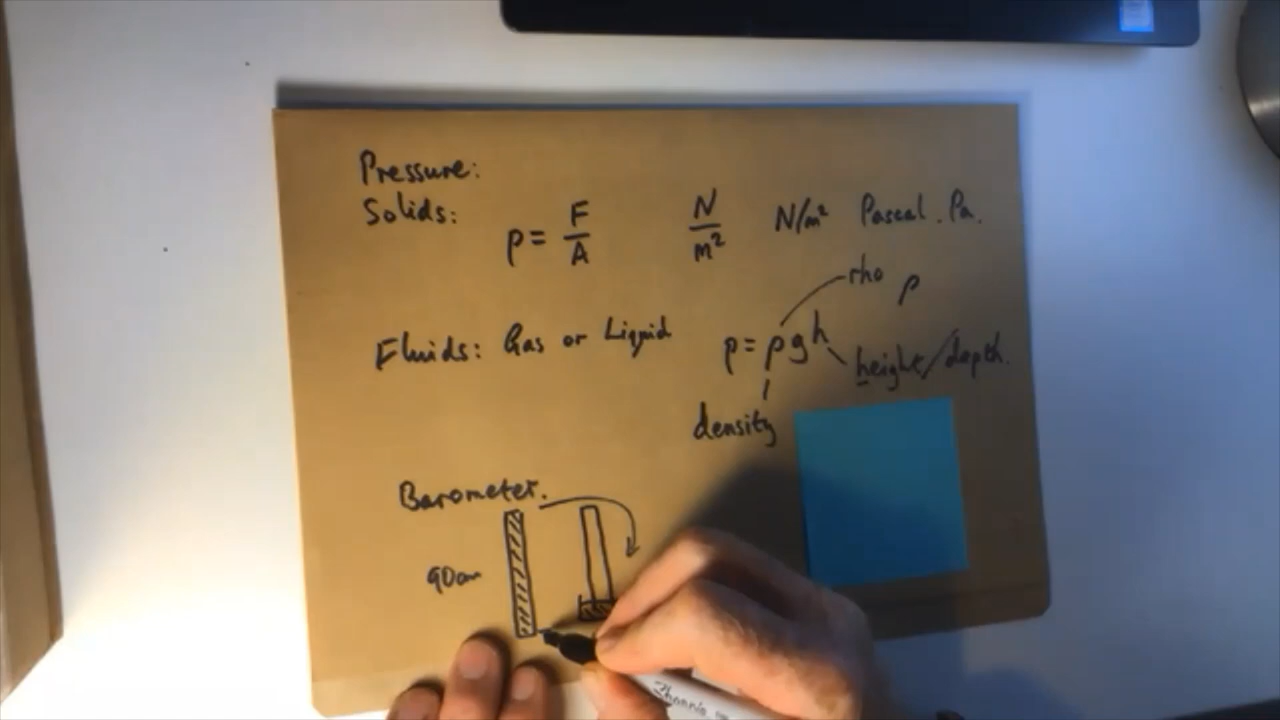 Pressure:
Solids: p = F/A N/m² N/m² Pascal. Pa.
rho ρ
Fluids: Gas or Liquid p = ρgh
height/depth.
density
Barometer.
90cm